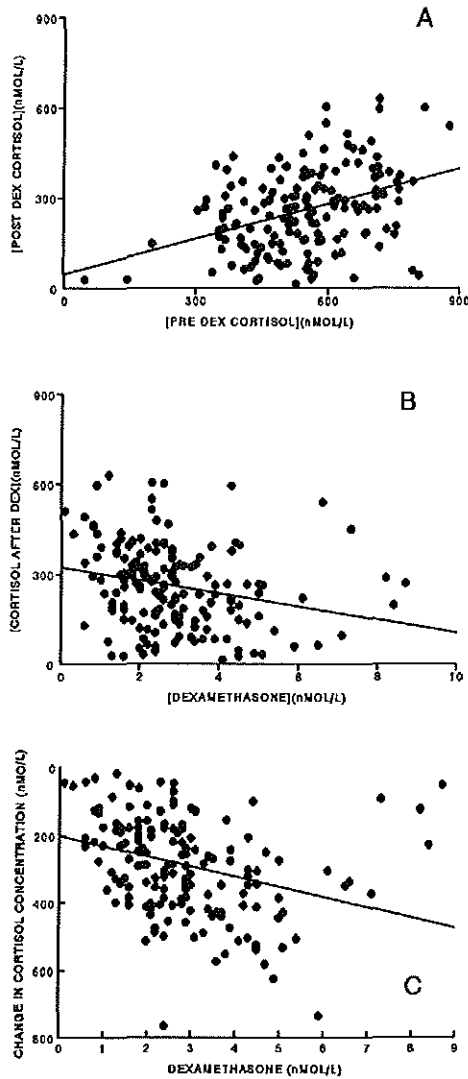 A
900
600
300
0
[POST DEX CORTISOL](nMOL/L)
0 300 600 900
[PRE DEX CORTISOL](nMOL/L)
B
900
600
300
0
[CORTISOL AFTER DEX](nMOL/L)
0 2 4 6 8 10
[DEXAMETHASONE](nMOL/L)
C
0
200
400
600
800
CHANGE IN CORTISOL CONCENTRATION (nMO/L)
0 1 2 3 4 5 6 7 8 9
DEXAMETHASONE (nMOL/L)